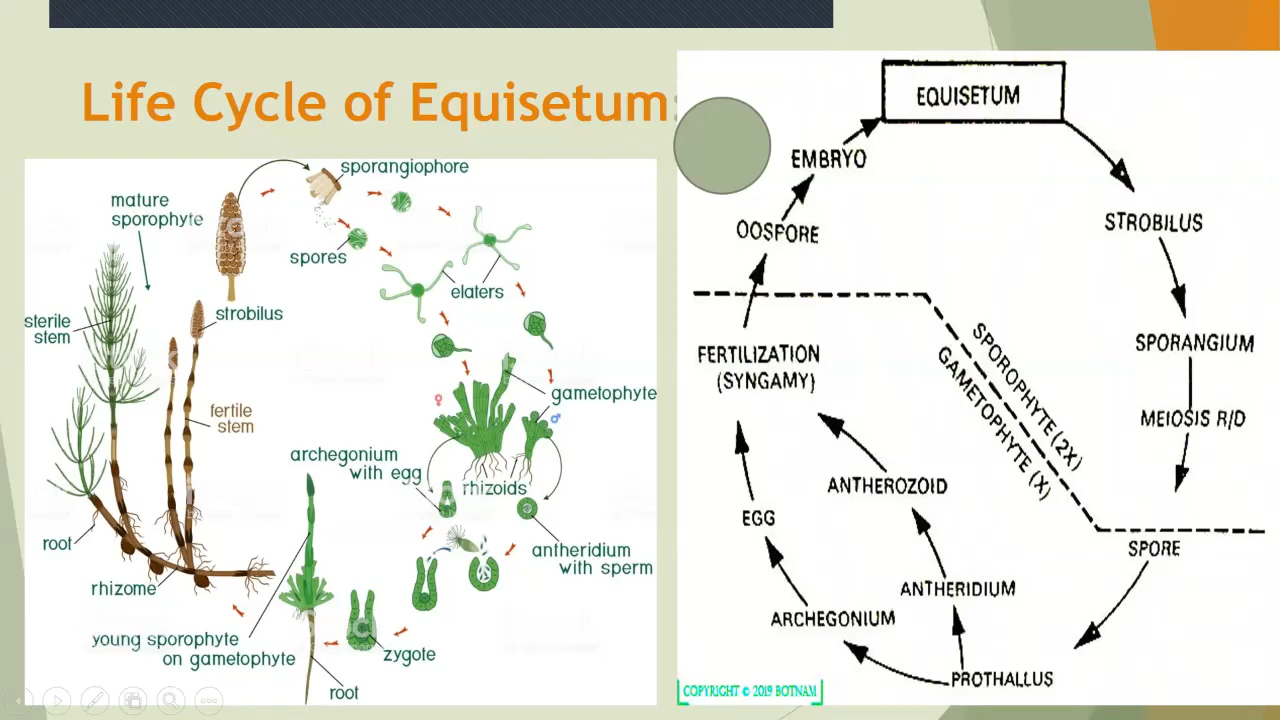 Life Cycle of Equisetum:
sporangiophore
mature
sporophyte
spores
elaters
strobilus
sterile
stem
fertile
stem
gametophyte
♀
♂
archegonium
with egg
rhizoids
root
antheridium
with sperm
rhizome
young sporophyte
on gametophyte
zygote
root
EQUISETUM
EMBRYO
STROBILUS
OOSPORE
SPORANGIUM
FERTILIZATION
(SYNGAMY)
SPOROPHYTE (2X)
GAMETOPHYTE (X)
MEIOSIS R/D
ANTHEROZOID
EGG
SPORE
ANTHERIDIUM
ARCHEGONIUM
PROTHALLUS
COPYRIGHT © 2019 BOTNAM